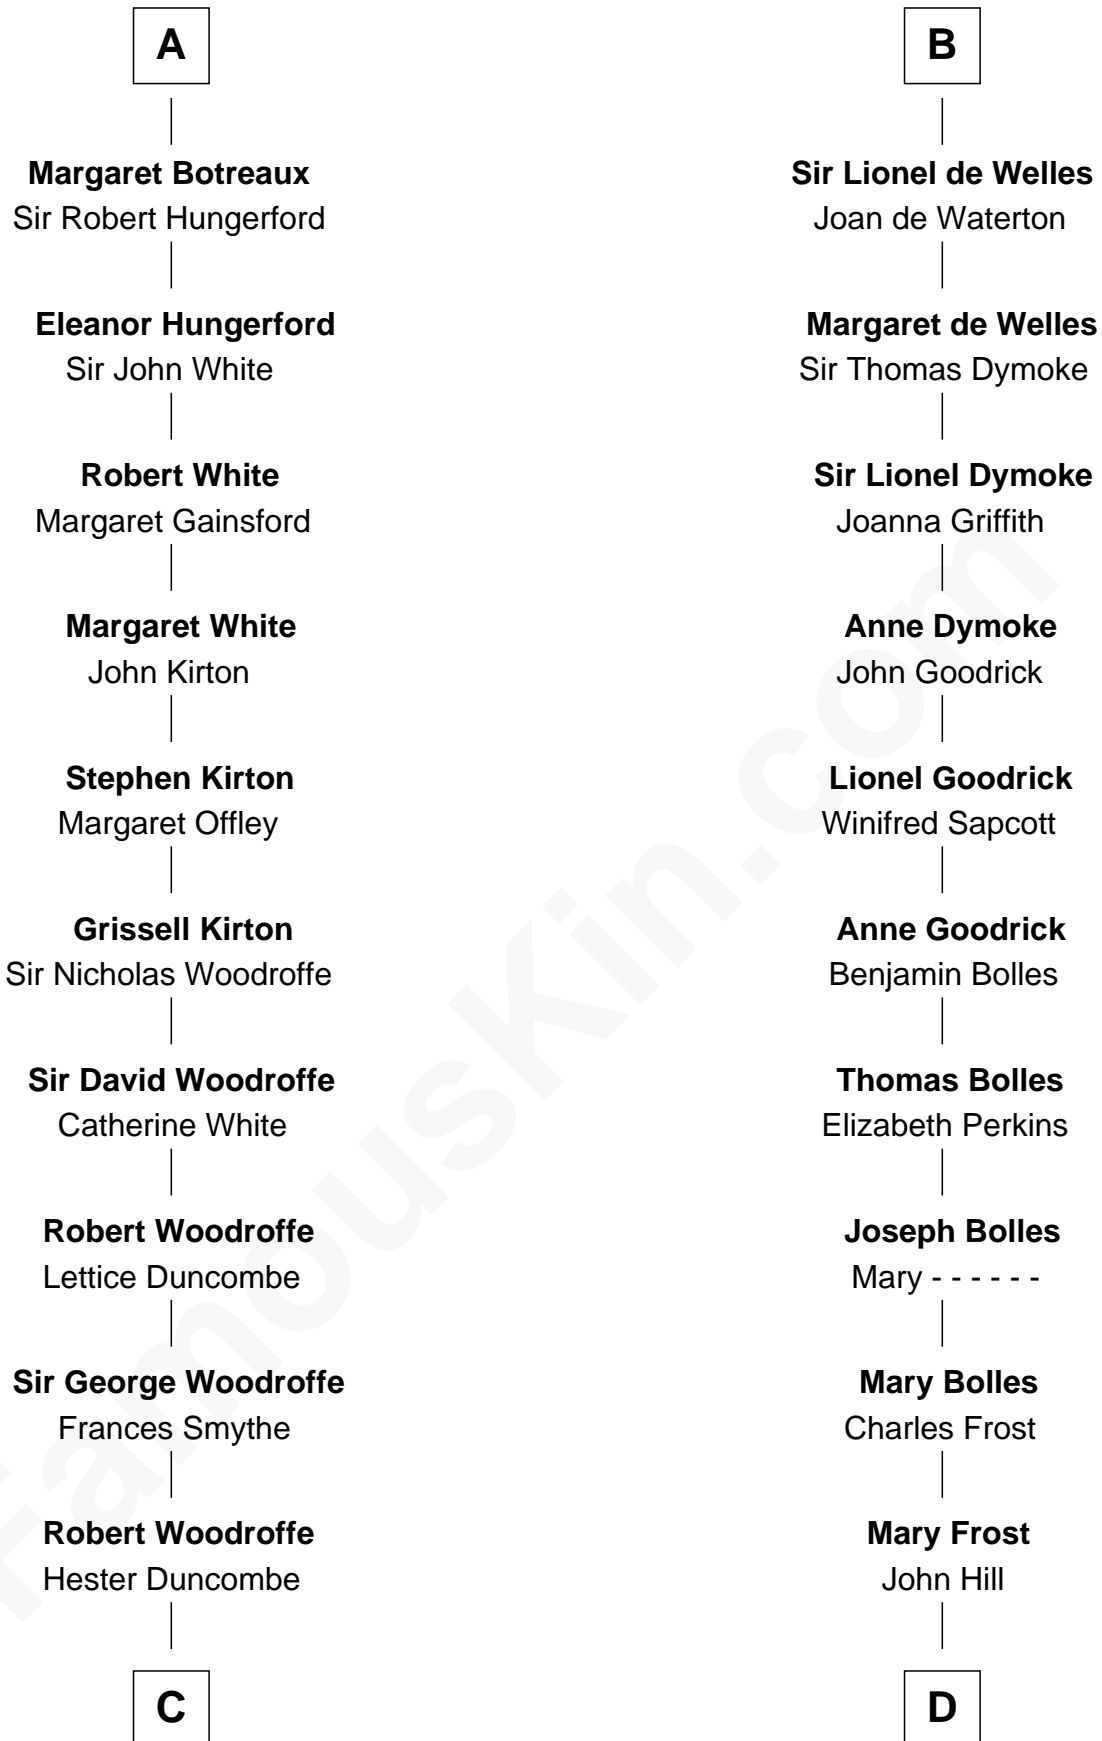 A
Margaret Botreaux
Sir Robert Hungerford
Eleanor Hungerford
Sir John White
Robert White
Margaret Gainsford
Margaret White
John Kirton
Stephen Kirton
Margaret Offley
Grissell Kirton
Sir Nicholas Woodroffe
Sir David Woodroffe
Catherine White
Robert Woodroffe
Lettice Duncombe
Sir George Woodroffe
Frances Smythe
Robert Woodroffe
Hester Duncombe
C
B
Sir Lionel de Welles
Joan de Waterton
Margaret de Welles
Sir Thomas Dymoke
Sir Lionel Dymoke
Joanna Griffith
Anne Dymoke
John Goodrick
Lionel Goodrick
Winifred Sapcott
Anne Goodrick
Benjamin Bolles
Thomas Bolles
Elizabeth Perkins
Joseph Bolles
Mary - - - - - -
Mary Bolles
Charles Frost
Mary Frost
John Hill
D
FamousKin.com